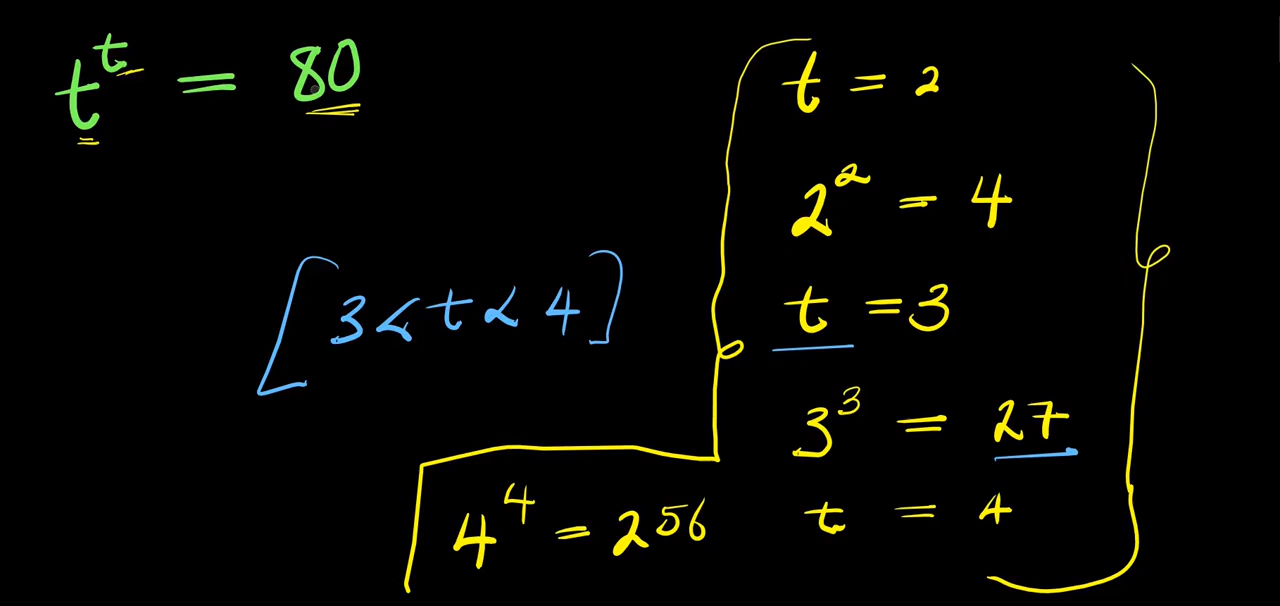 t^t = 80
[3 < t < 4]
t = 2
2^2 = 4
t = 3
3^3 = 27
t = 4
4^4 = 256